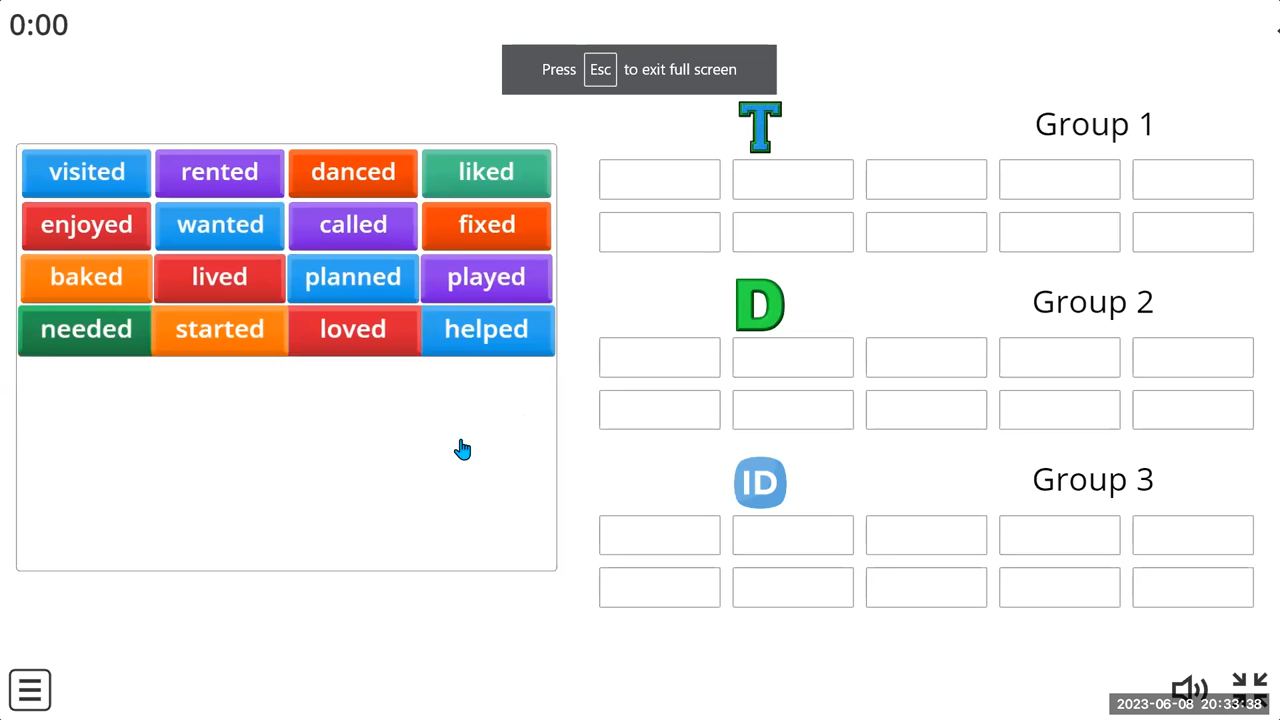 0:00
Press Esc to exit full screen
visited rented danced liked
enjoyed wanted called fixed
baked lived planned played
needed started loved helped
T Group 1
D Group 2
ID Group 3
2023-06-08 20:33:38